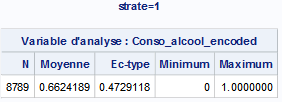 strate=1
Variable d'analyse : Conso_alcool_encoded
N Moyenne Ec-type Minimum Maximum
8789 0.6624189 0.4729118 0 1.0000000